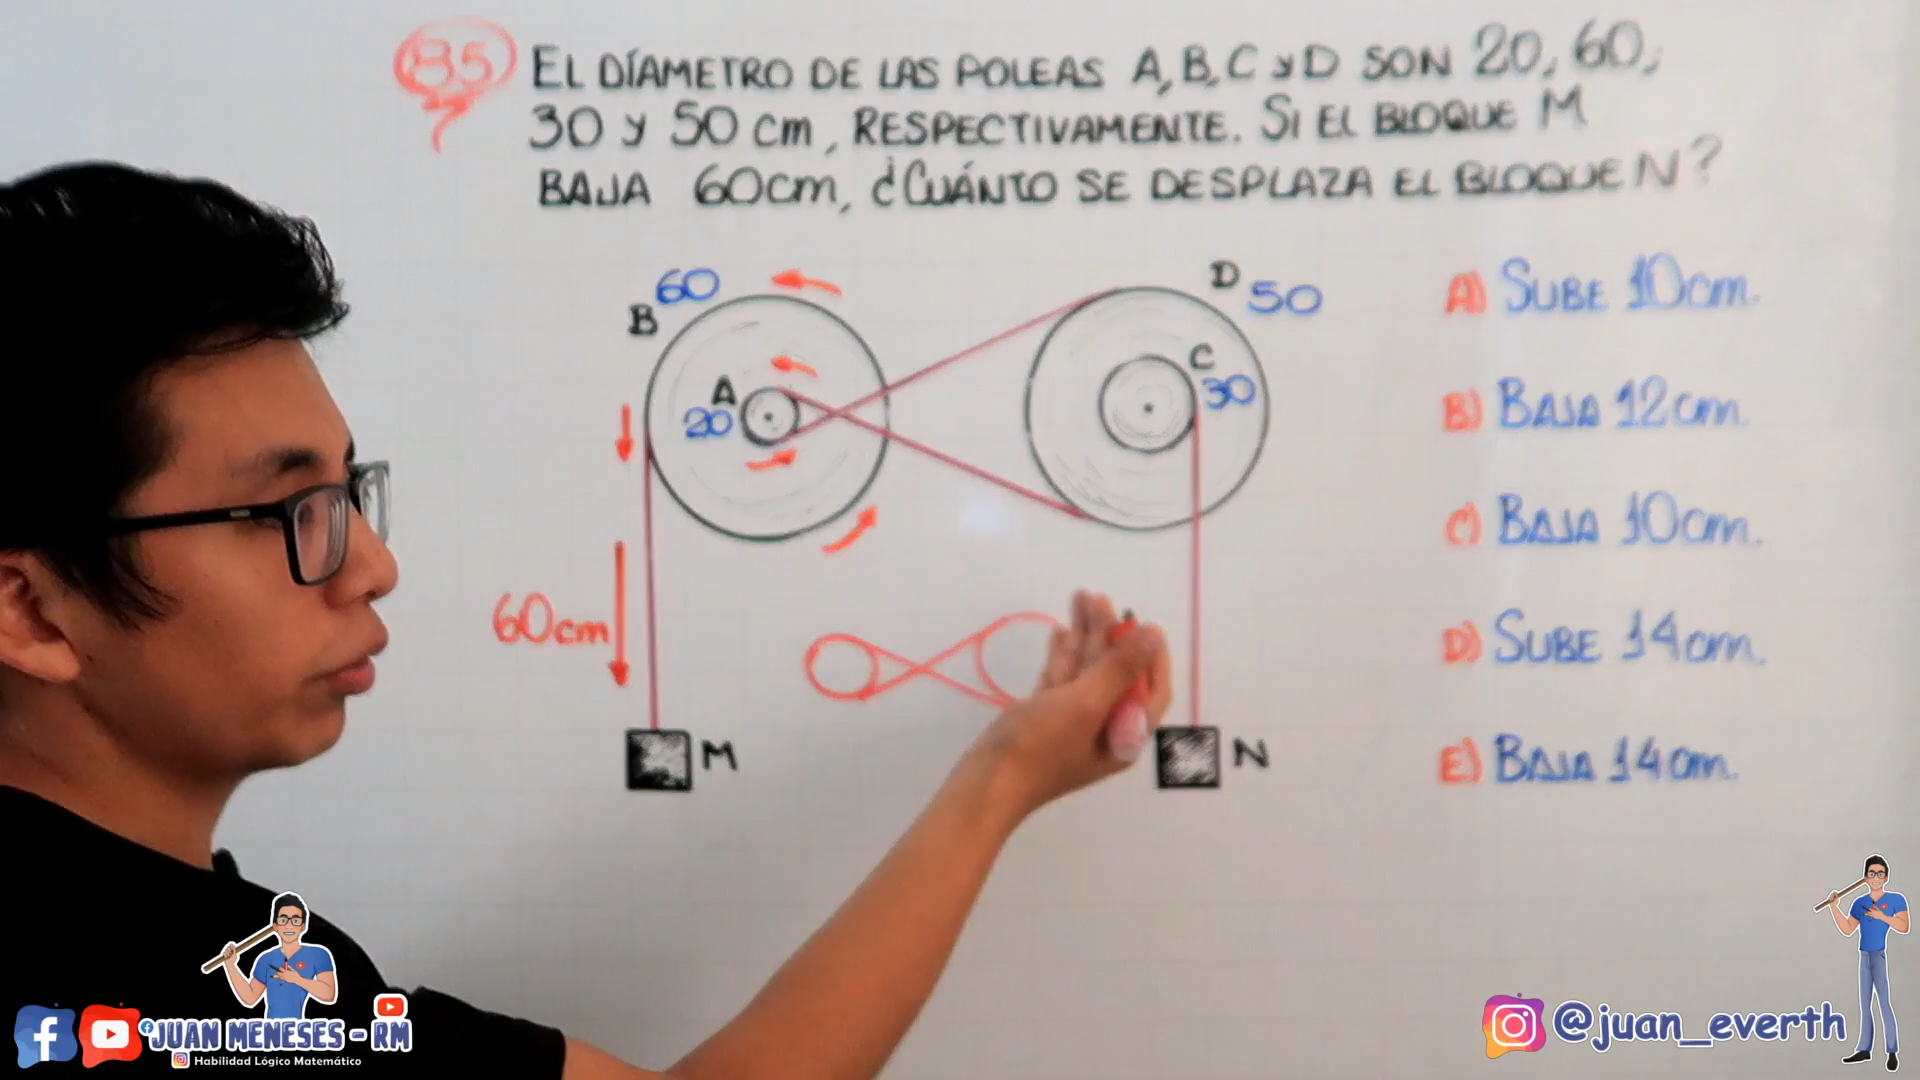 85
EL DÍAMETRO DE LAS POLEAS A, B, C y D SON 20, 60,
30 y 50 cm, RESPECTIVAMENTE. SI EL BLOQUE M
BAJA 60cm, ¿CUÁNTO SE DESPLAZA EL BLOQUE N?
B 60
A
20
D 50
C
30
60cm
M
N
A) SUBE 10cm.
B) BAJA 12cm.
C) BAJA 10cm.
D) SUBE 14cm.
E) BAJA 14cm.
JUAN MENESES - RM
Habilidad Lógico Matemático
@juan_everth